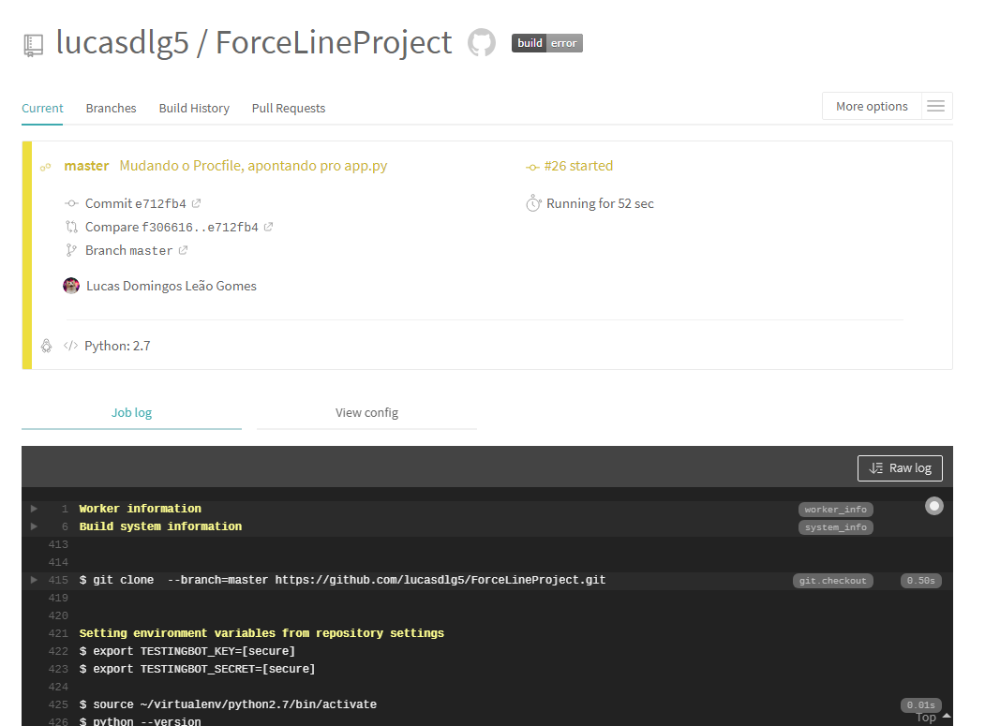 lucasdlg5 / ForceLineProject build error
Current Branches Build History Pull Requests More options
master Mudando o Procfile, apontando pro app.py #26 started
Commit e712fb4 Running for 52 sec
Compare f306616..e712fb4
Branch master
Lucas Domingos Leão Gomes
</> Python: 2.7
Job log View config
Raw log
1 Worker information worker_info
6 Build system information system_info
413
414
415 $ git clone --branch=master https://github.com/lucasdlg5/ForceLineProject.git git.checkout 0.50s
419
420
421 Setting environment variables from repository settings
422 $ export TESTINGBOT_KEY=[secure]
423 $ export TESTINGBOT_SECRET=[secure]
424
425 $ source ~/virtualenv/python2.7/bin/activate 0.01s
426 $ python --version Top